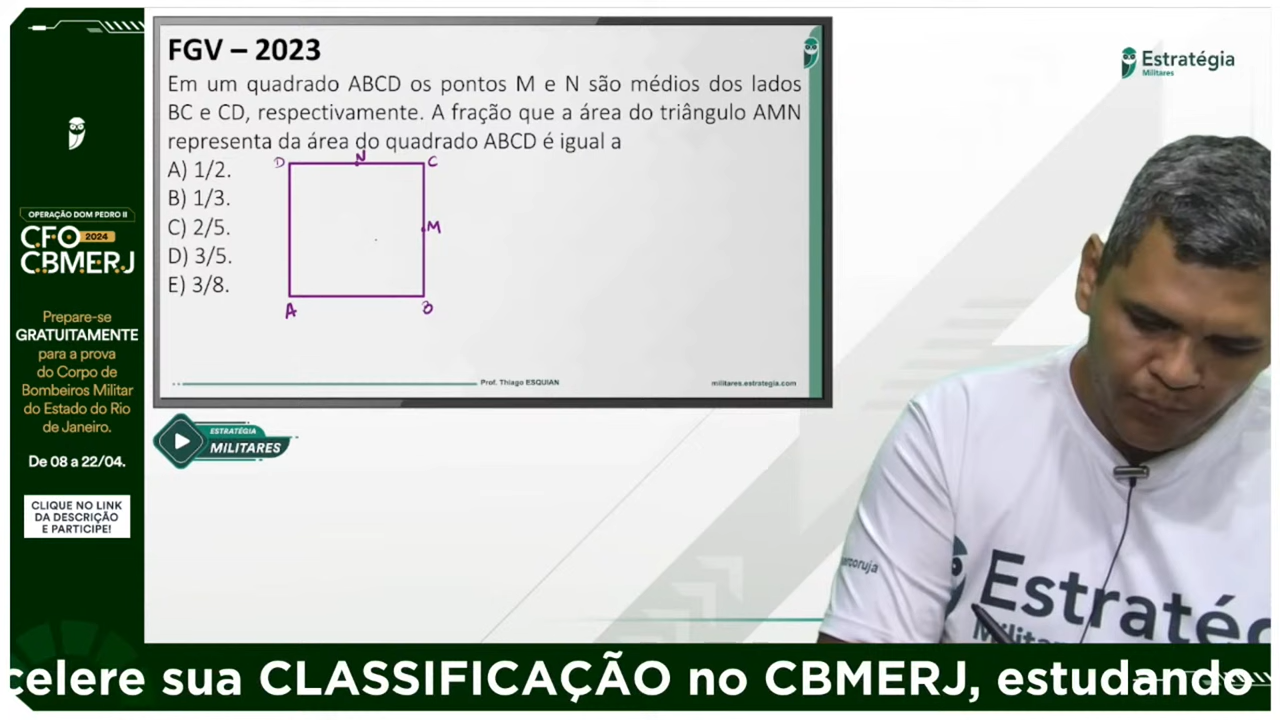 FGV – 2023
Em um quadrado ABCD os pontos M e N são médios dos lados
BC e CD, respectivamente. A fração que a área do triângulo AMN
representa da área do quadrado ABCD é igual a
A) 1/2.
B) 1/3.
C) 2/5.
D) 3/5.
E) 3/8.
D N C
M
A B
Prof. Thiago ESQUIAN
militares.estrategia.com
Estratégia
Militares
OPERAÇÃO DOM PEDRO II
CFO 2024
CBMERJ
Prepare-se
GRATUITAMENTE
para a prova
do Corpo de
Bombeiros Militar
do Estado do Rio
de Janeiro.
De 08 a 22/04.
CLIQUE NO LINK
DA DESCRIÇÃO
E PARTICIPE!
ESTRATÉGIA
MILITARES
Estratég
Milita
celere sua CLASSIFICAÇÃO no CBMERJ, estudando